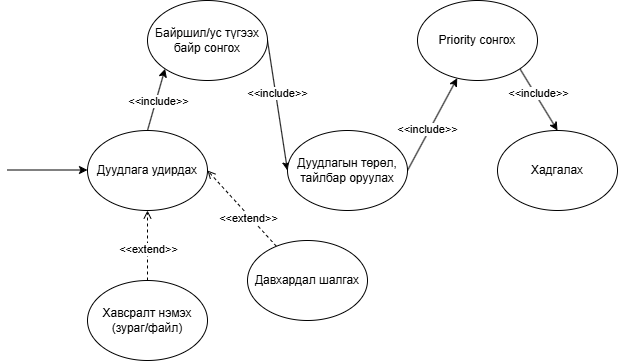 Байршил/ус түгээх
байр сонгох
Priority сонгох
<<include>>
<<include>>
<<include>>
<<include>>
Дуудлага удирдах
Дуудлагын төрөл,
тайлбар оруулах
Хадгалах
<<extend>>
<<extend>>
Давхардал шалгах
Хавсралт нэмэх
(зураг/файл)